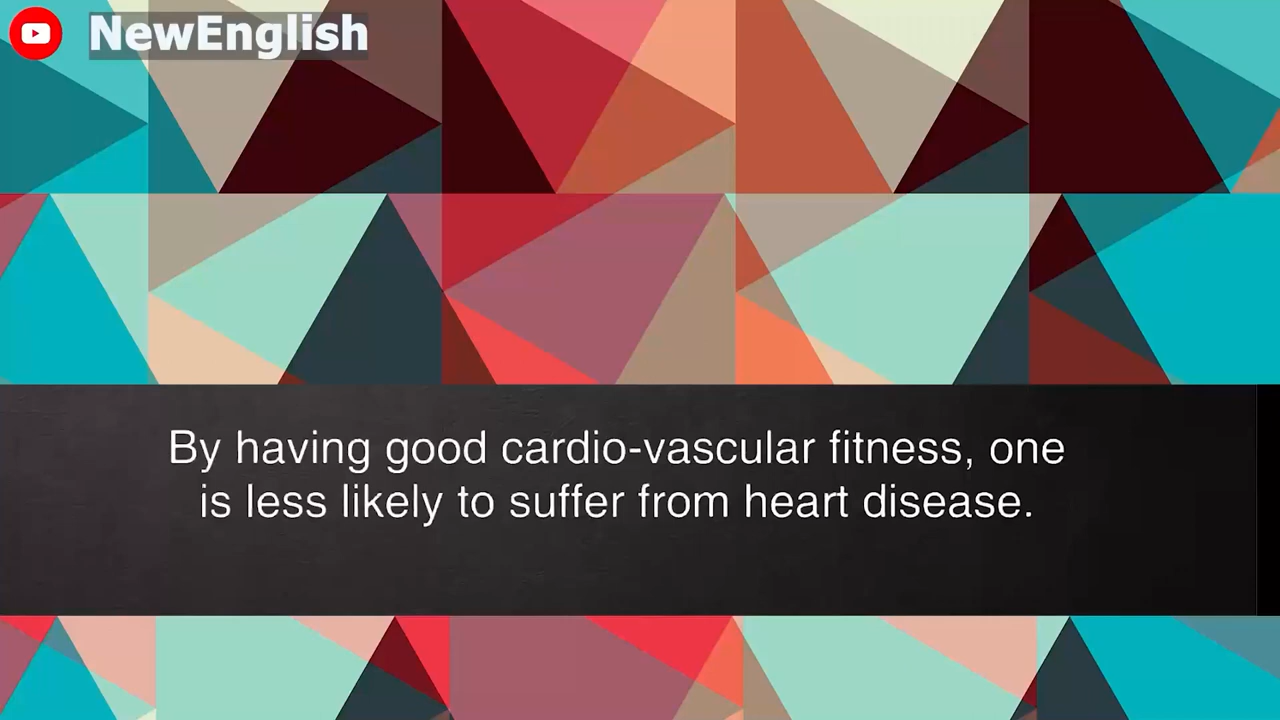 NewEnglish
By having good cardio-vascular fitness, one
is less likely to suffer from heart disease.